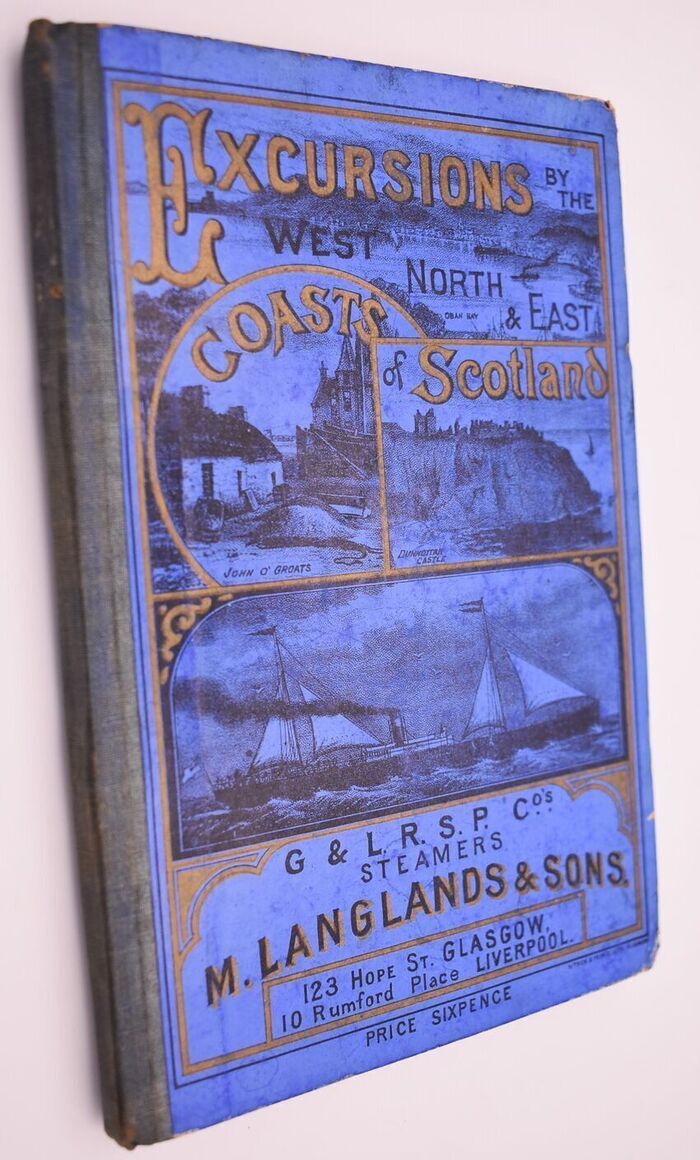 EXCURSIONS BY THE
WEST NORTH & EAST
OBAN BAY
COASTS
of Scotland
JOHN O' GROATS
DUNNOTTAR CASTLE
G & L. R. S. P. Co's
STEAMERS
M. LANGLANDS & SONS.
123 HOPE ST. GLASGOW,
10 Rumford Place LIVERPOOL.
PRICE SIXPENCE